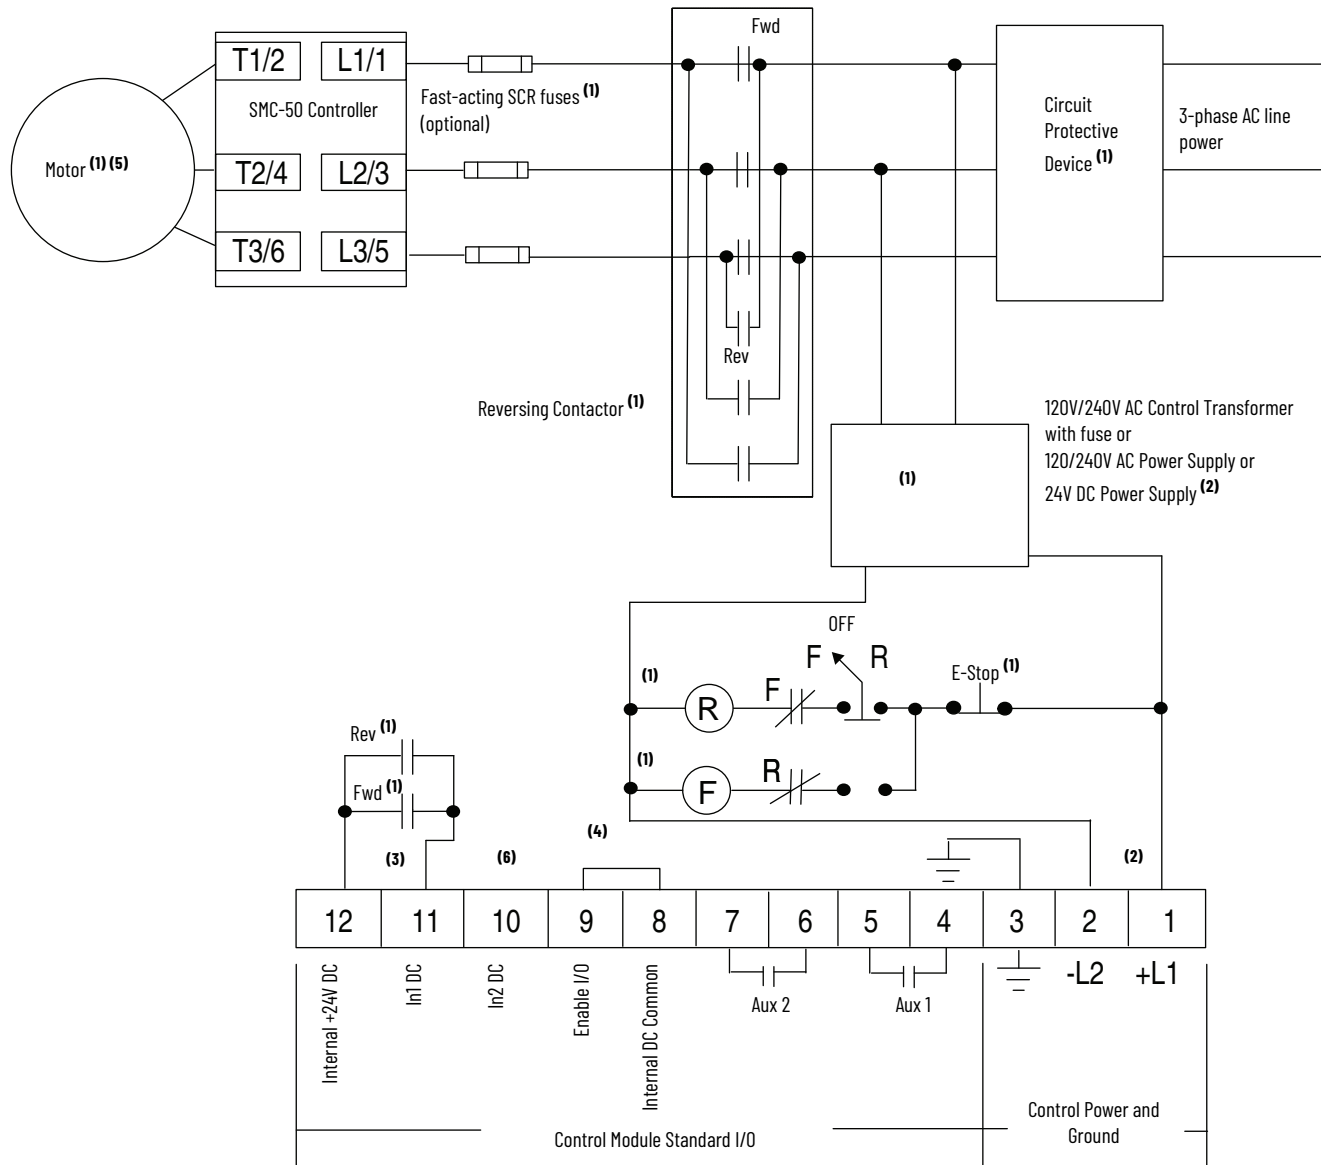 Fwd
T1/2 L1/1
SMC-50 Controller
Fast-acting SCR fuses (1)
(optional)
Circuit
Protective
Device (1)
3-phase AC line
power
Motor (1) (5)
T2/4 L2/3
T3/6 L3/5
Rev
Reversing Contactor (1)
120V/240V AC Control Transformer
with fuse or
120/240V AC Power Supply or
24V DC Power Supply (2)
(1)
OFF
F R
E-Stop (1)
(1)
R
F
(1)
F
R
Rev (1)
Fwd (1)
(3)
(6)
(4)
(2)
12 11 10 9 8 7 6 5 4 3 2 1
Internal +24V DC
In1 DC
In2 DC
Enable I/O
Internal DC Common
Aux 2
Aux 1
-L2
+L1
Control Module Standard I/O
Control Power and
Ground